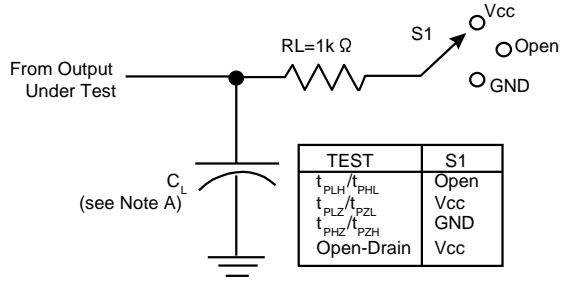 Vcc
S1
Open
RL=1k Ω
GND
From Output
Under Test
CL
(see Note A)
TEST S1
tPLH/tPHL Open
tPLZ/tPZL Vcc
tPHZ/tPZH GND
Open-Drain Vcc